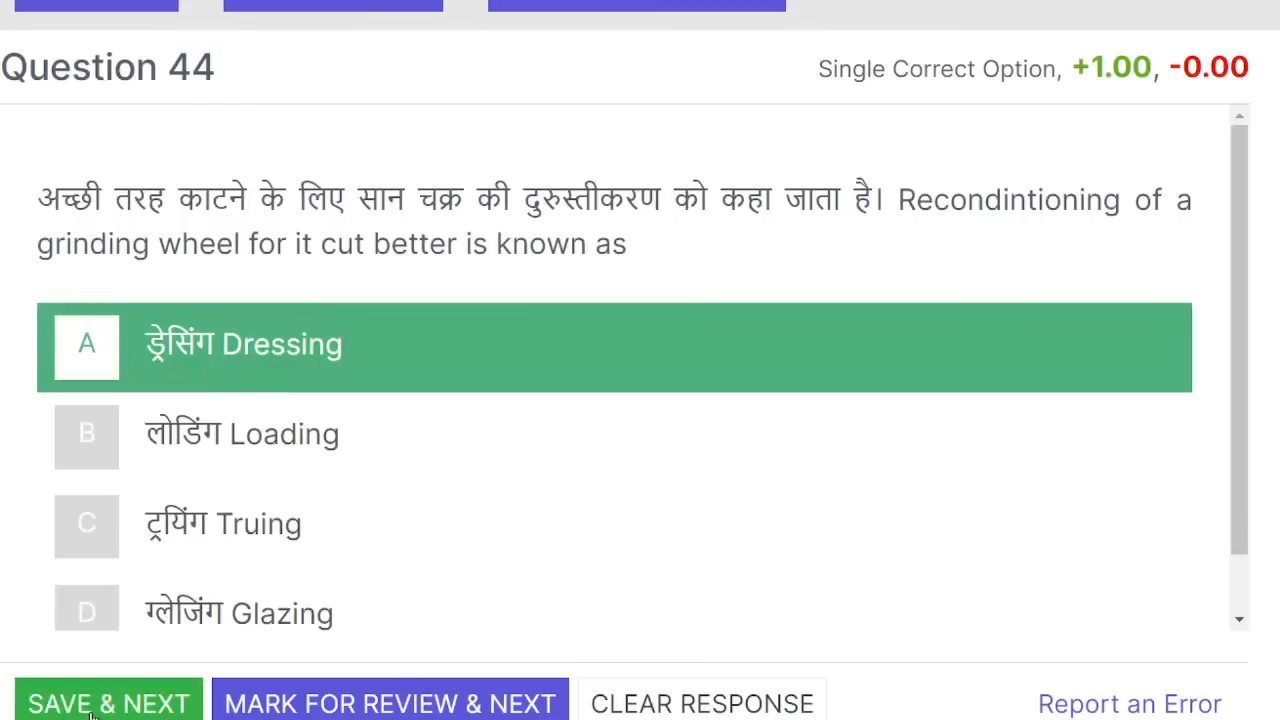 Question 44
Single Correct Option, +1.00, -0.00
अच्छी तरह काटने के लिए सान चक्र की दुरुस्तीकरण को कहा जाता है। Recondintioning of a
grinding wheel for it cut better is known as
A ड्रेसिंग Dressing
B लोडिंग Loading
C ट्रयिंग Truing
D ग्लेजिंग Glazing
SAVE & NEXT MARK FOR REVIEW & NEXT CLEAR RESPONSE Report an Error